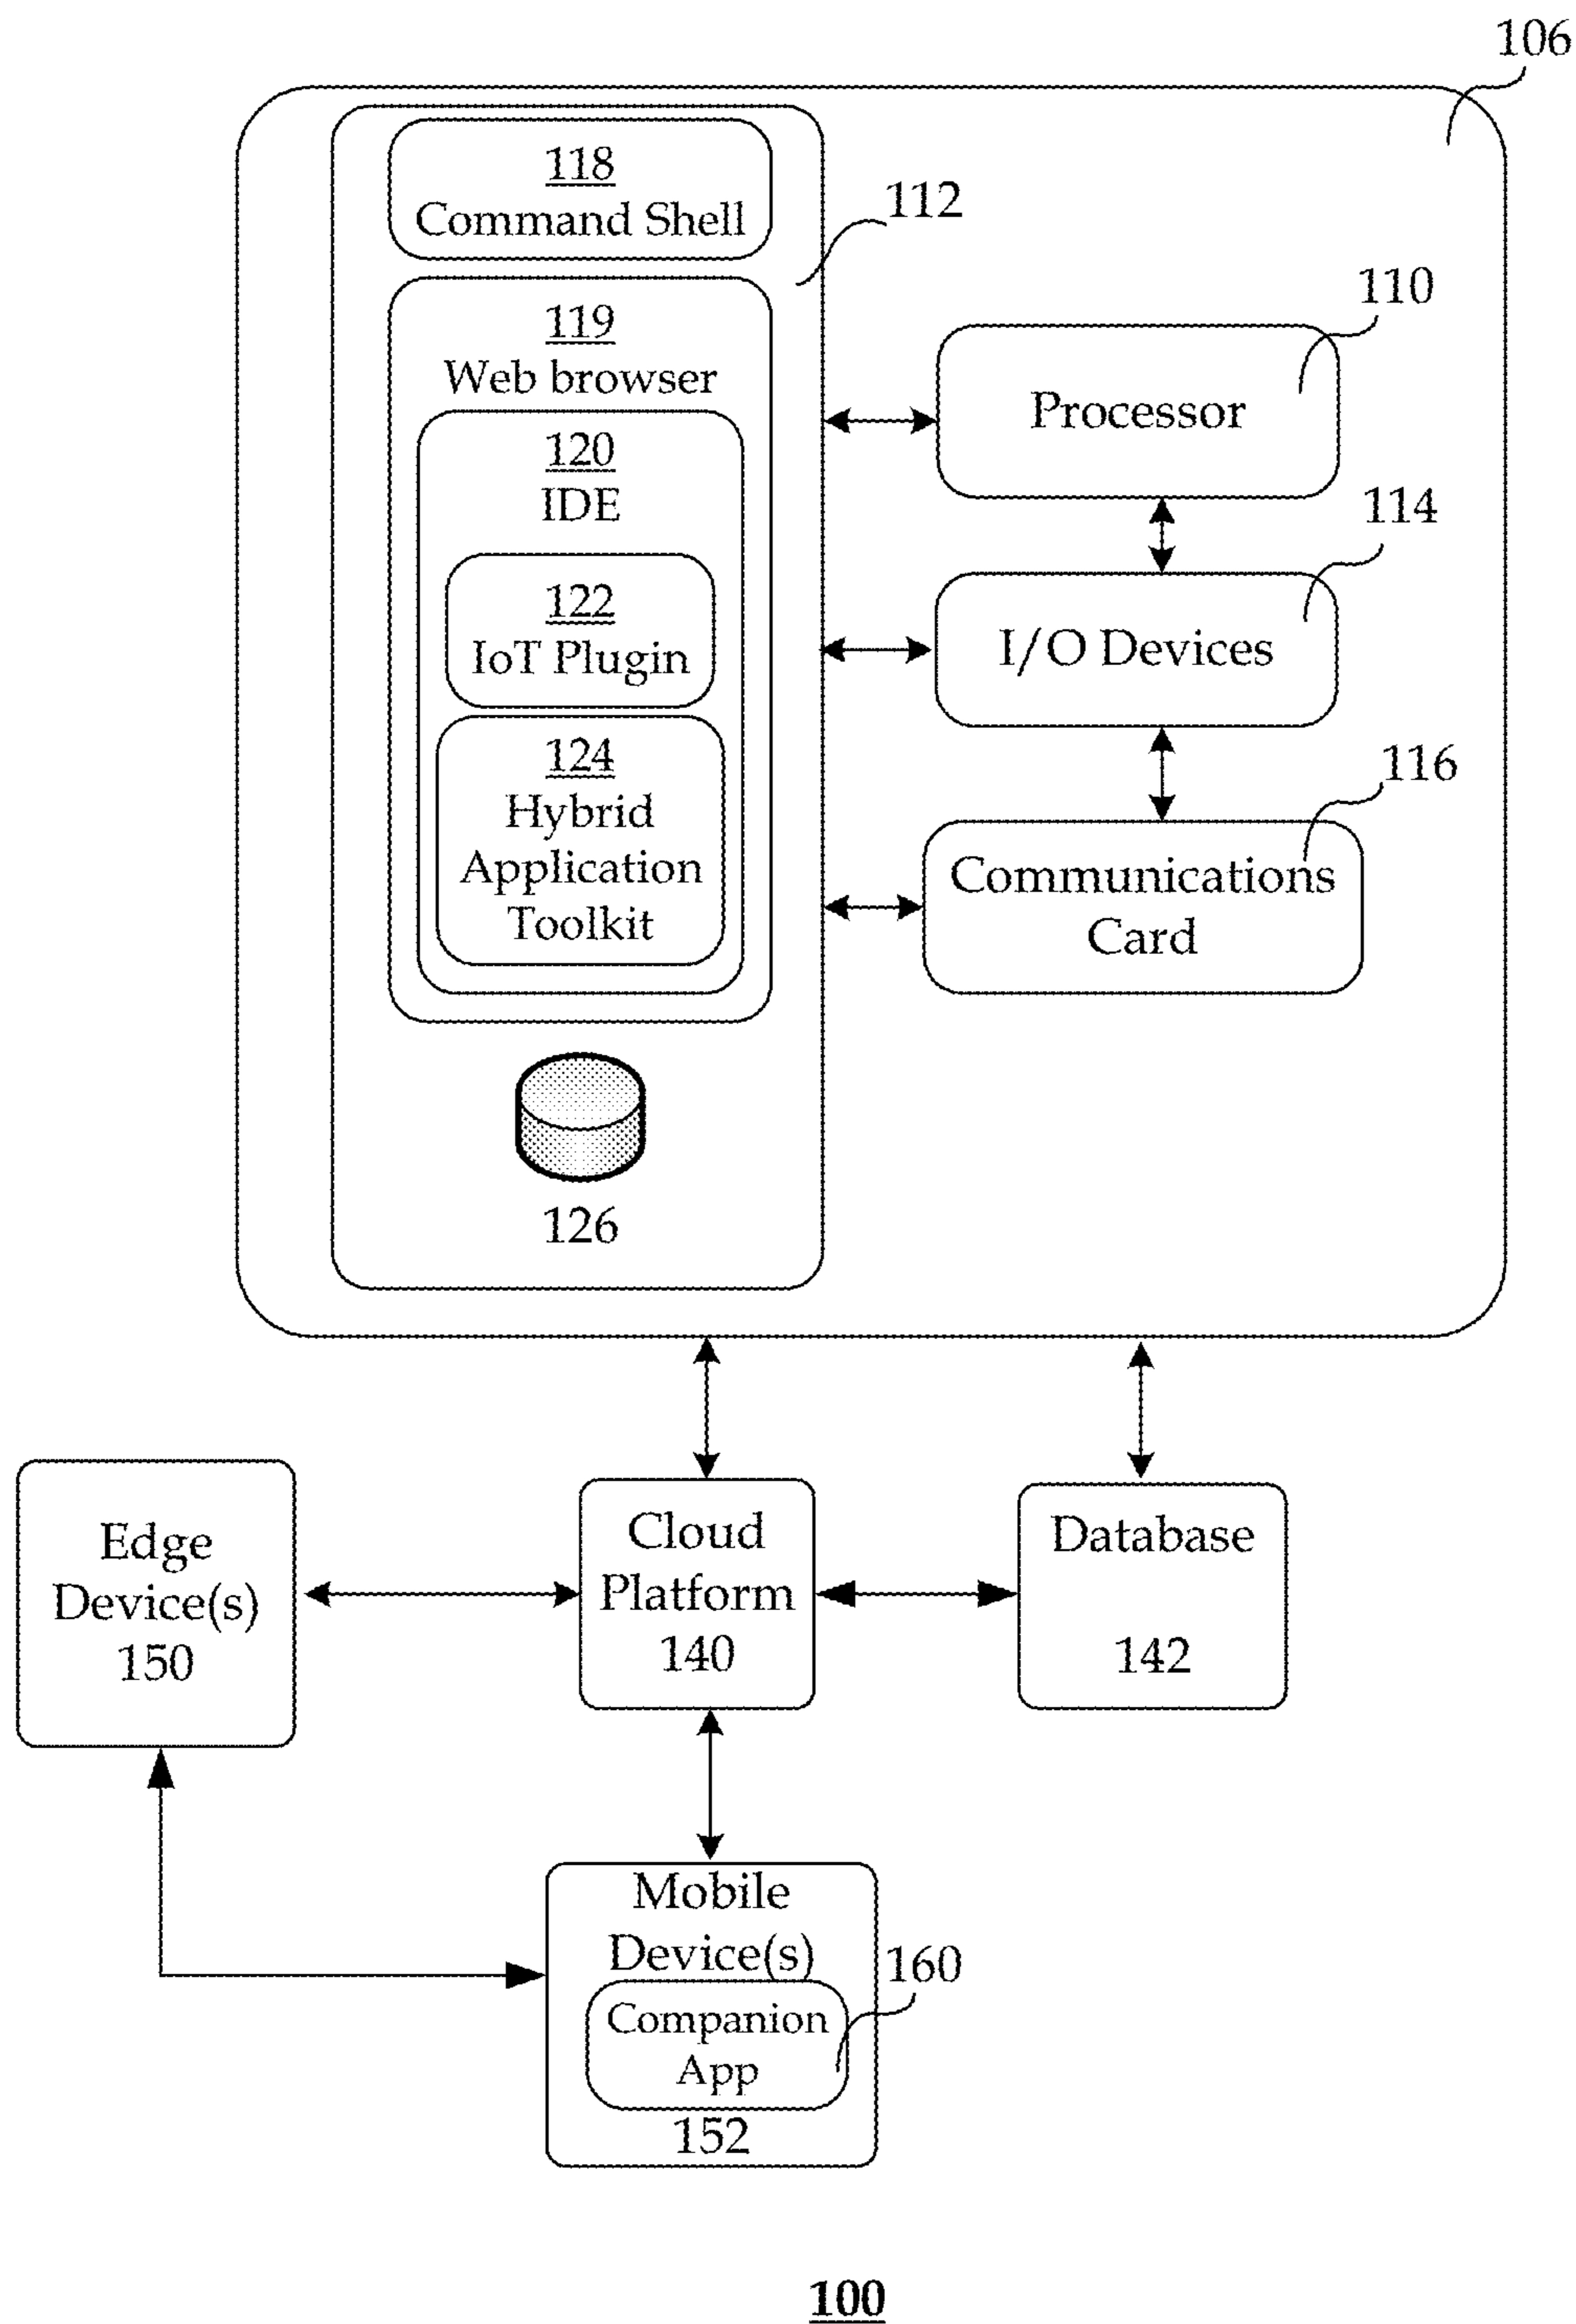 106
118
Command Shell
112
119
Web browser
110
Processor
120
IDE
114
122
IoT Plugin
I/O Devices
124
Hybrid
Application
Toolkit
116
Communications
Card
126
Edge
Device(s)
150
Cloud
Platform
140
Database
142
Mobile
Device(s)
160
Companion
App
152
100